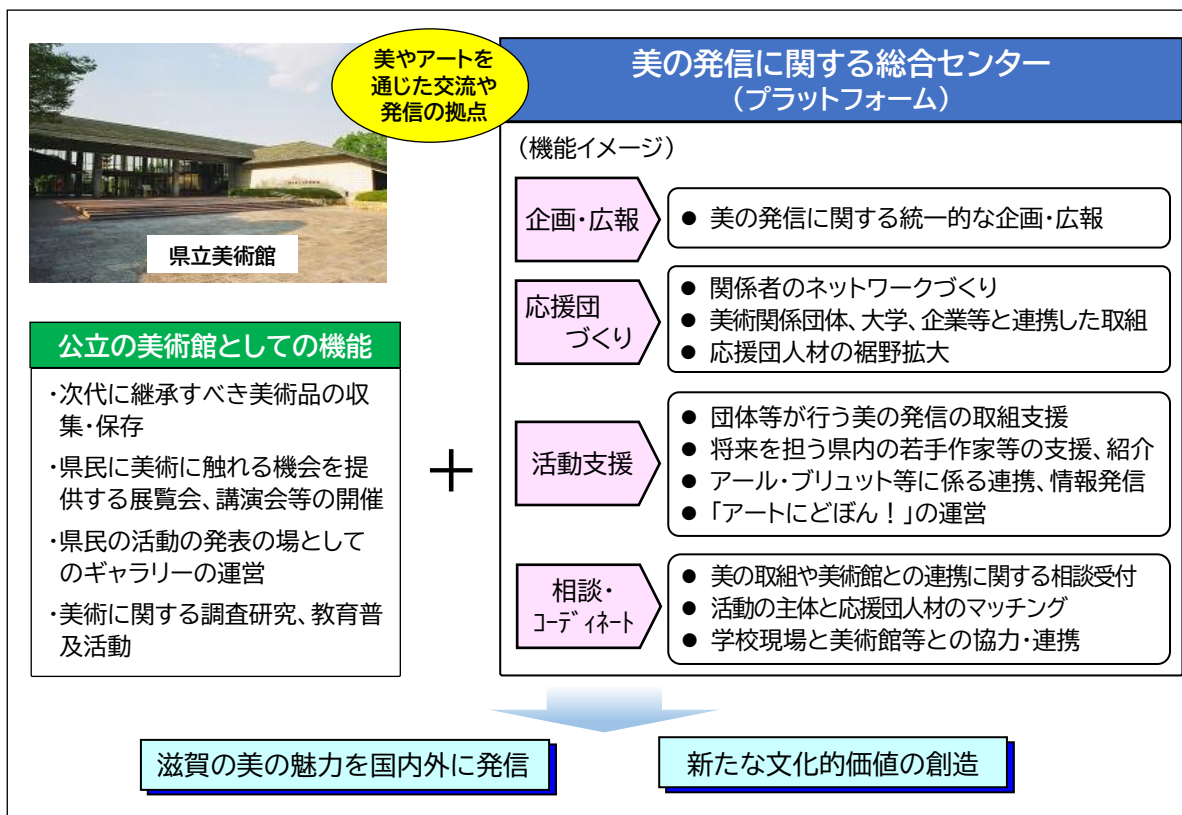 美やアートを
通じた交流や
発信の拠点
県立美術館
公立の美術館としての機能
・次代に継承すべき美術品の収
集・保存
・県民に美術に触れる機会を提
供する展覧会、講演会等の開催
・県民の活動の発表の場として
のギャラリーの運営
・美術に関する調査研究、教育普
及活動
＋
美の発信に関する総合センター
（プラットフォーム）
（機能イメージ）
企画・広報
● 美の発信に関する統一的な企画・広報
応援団
づくり
● 関係者のネットワークづくり
● 美術関係団体、大学、企業等と連携した取組
● 応援団人材の裾野拡大
活動支援
● 団体等が行う美の発信の取組支援
● 将来を担う県内の若手作家等の支援、紹介
● アール・ブリュット等に係る連携、情報発信
● 「アートにどぼん！」の運営
相談・
ｺｰﾃﾞｨﾈｰﾄ
● 美の取組や美術館との連携に関する相談受付
● 活動の主体と応援団人材のマッチング
● 学校現場と美術館等との協力・連携
滋賀の美の魅力を国内外に発信
新たな文化的価値の創造